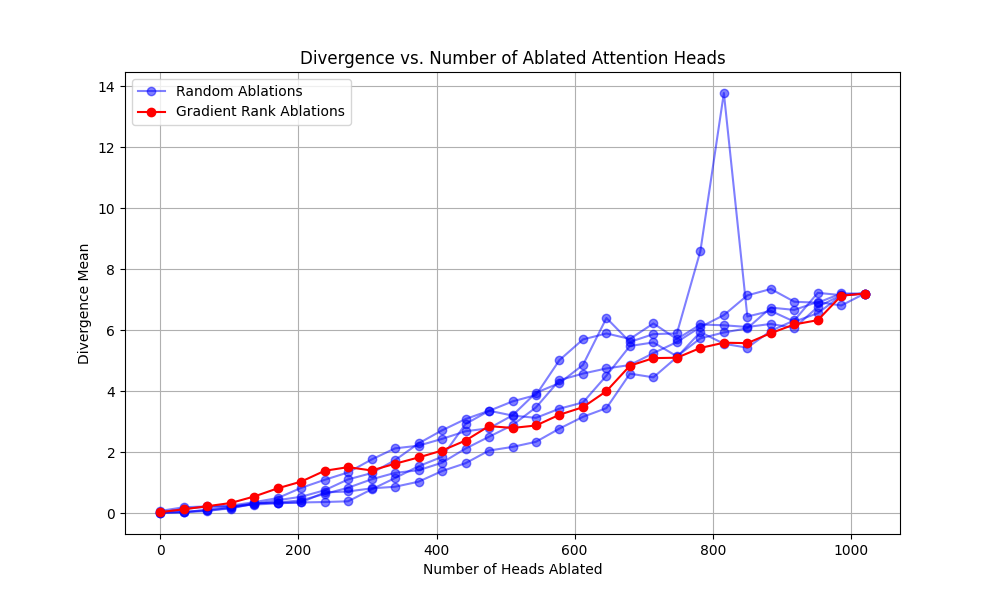 Divergence vs. Number of Ablated Attention Heads
Random Ablations
Gradient Rank Ablations
Divergence Mean
14
12
10
8
6
4
2
0
0 200 400 600 800 1000
Number of Heads Ablated